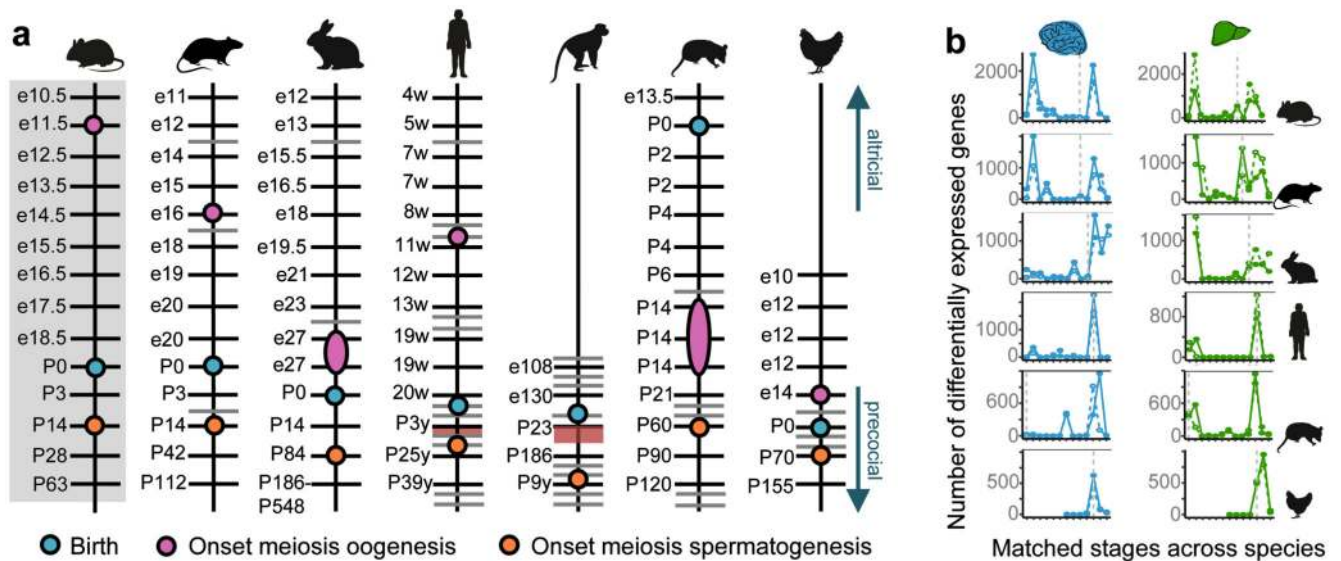 a
b
e10.5
e11.5
e12.5
e13.5
e14.5
e15.5
e16.5
e17.5
e18.5
P0
P3
P14
P28
P63
e11
e12
e14
e15
e16
e18
e19
e20
e20
P0
P3
P14
P42
P112
e12
e13
e15.5
e16.5
e18
e19.5
e21
e23
e27
e27
P0
P14
P84
P186-
P548
4w
5w
7w
7w
8w
11w
12w
13w
19w
19w
20w
P3y
P25y
P39y
e108
e130
P23
P186
P9y
e13.5
P0
P2
P2
P4
P4
P6
P14
P14
P14
P21
P60
P90
P120
e10
e12
e12
e12
e14
P0
P70
P155
altricial
precocial
Birth
Onset meiosis oogenesis
Onset meiosis spermatogenesis
Number of differentially expressed genes
2000
0
1000
0
1000
0
1000
0
600
0
500
0
2000
0
1000
0
1000
0
800
0
600
0
500
0
Matched stages across species